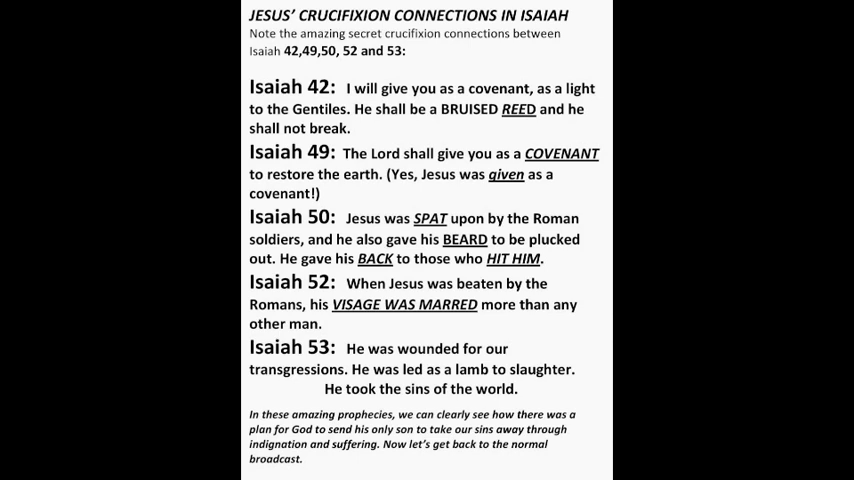 JESUS’ CRUCIFIXION CONNECTIONS IN ISAIAH
Note the amazing secret crucifixion connections between
Isaiah 42,49,50, 52 and 53:
Isaiah 42: I will give you as a covenant, as a light
to the Gentiles. He shall be a BRUISED REED and he
shall not break.
Isaiah 49: The Lord shall give you as a COVENANT
to restore the earth. (Yes, Jesus was given as a
covenant!)
Isaiah 50: Jesus was SPAT upon by the Roman
soldiers, and he also gave his BEARD to be plucked
out. He gave his BACK to those who HIT HIM.
Isaiah 52: When Jesus was beaten by the
Romans, his VISAGE WAS MARRED more than any
other man.
Isaiah 53: He was wounded for our
transgressions. He was led as a lamb to slaughter.
He took the sins of the world.
In these amazing prophecies, we can clearly see how there was a
plan for God to send his only son to take our sins away through
indignation and suffering. Now let’s get back to the normal
broadcast.